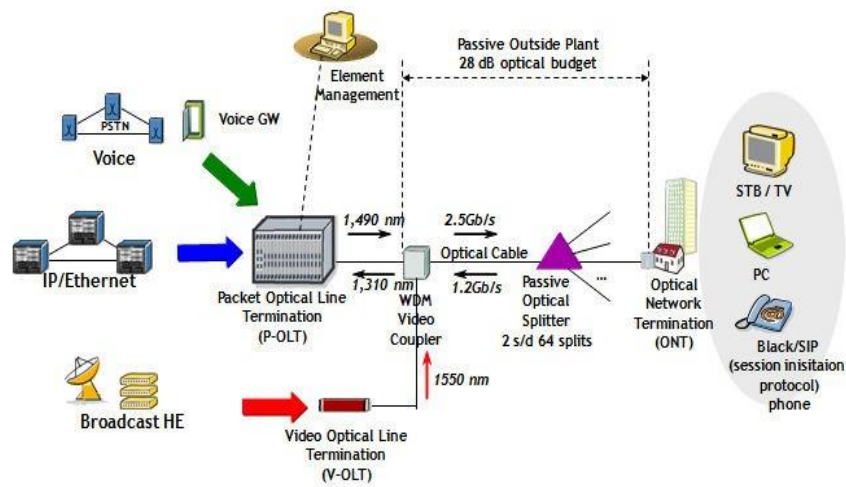 Element
Management
Passive Outside Plant
28 dB optical budget
PSTN
Voice GW
Voice
STB / TV
1,490 nm
2.5Gb/s
Optical Cable
IP/Ethernet
1,310 nm
1.2Gb/s
...
PC
Packet Optical Line
Termination
(P-OLT)
WDM
Video
Coupler
Passive
Optical
Splitter
2 s/d 64 splits
Optical
Network
Termination
(ONT)
Black/SIP
(session inisitaion
protocol)
phone
1550 nm
Broadcast HE
Video Optical Line
Termination
(V-OLT)